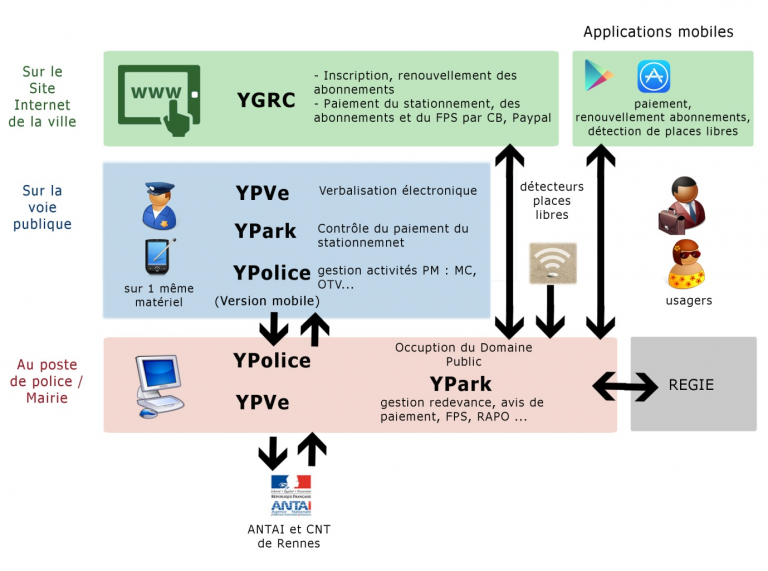 Applications mobiles
Sur le
Site
Internet
de la ville
www
YGRC
- Inscription, renouvellement des
abonnements
- Paiement du stationnement, des
abonnements et du FPS par CB, Paypal
paiement,
renouvellement abonnements,
détection de places libres
Sur la
voie
publique
YPVe
Verbalisation électronique
YPark
Contrôle du paiement du
stationnemnet
YPolice
gestion activités PM : MC,
OTV...
(Version mobile)
sur 1 même
matériel
détecteurs
places
libres
usagers
Au poste
de police /
Mairie
YPolice
YPVe
Occuption du Domaine
Public
YPark
gestion redevance, avis de
paiement, FPS, RAPO ...
REGIE
ANTAI
ANTAI et CNT
de Rennes